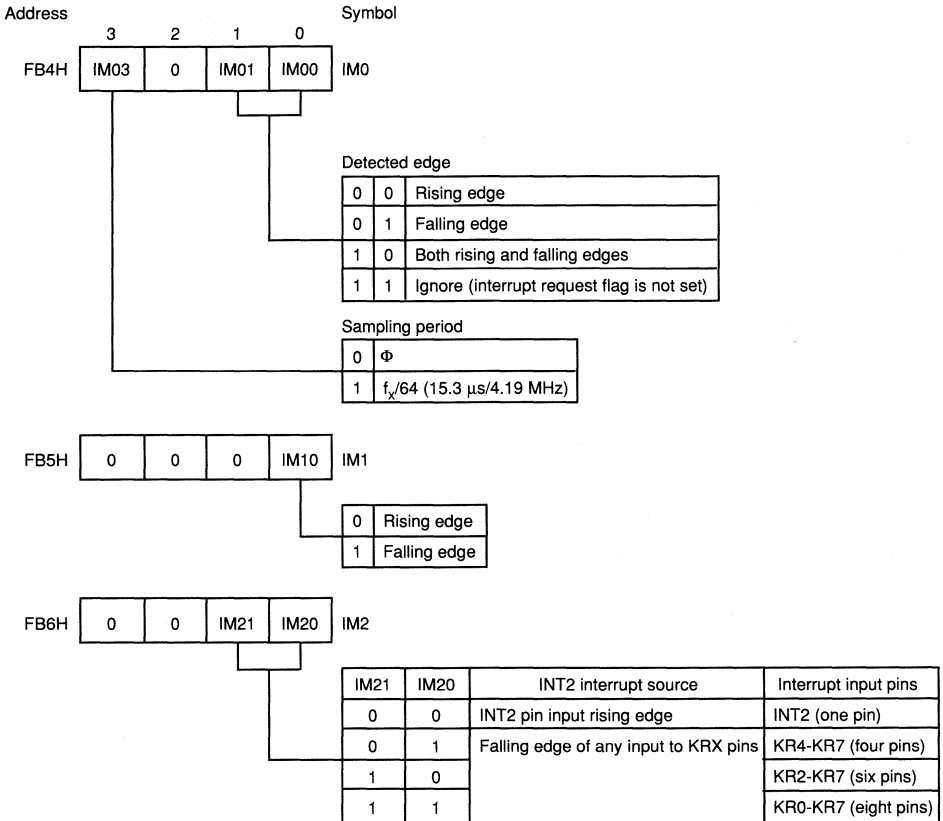 Address Symbol
3 2 1 0
FB4H IM03 0 IM01 IM00 IM0
Detected edge
0 0 Rising edge
0 1 Falling edge
1 0 Both rising and falling edges
1 1 Ignore (interrupt request flag is not set)
Sampling period
0 Φ
1 fx/64 (15.3 μs/4.19 MHz)
FB5H 0 0 0 IM10 IM1
0 Rising edge
1 Falling edge
FB6H 0 0 IM21 IM20 IM2
IM21 IM20 INT2 interrupt source Interrupt input pins
0 0 INT2 pin input rising edge INT2 (one pin)
0 1 Falling edge of any input to KRX pins KR4-KR7 (four pins)
1 0 KR2-KR7 (six pins)
1 1 KR0-KR7 (eight pins)